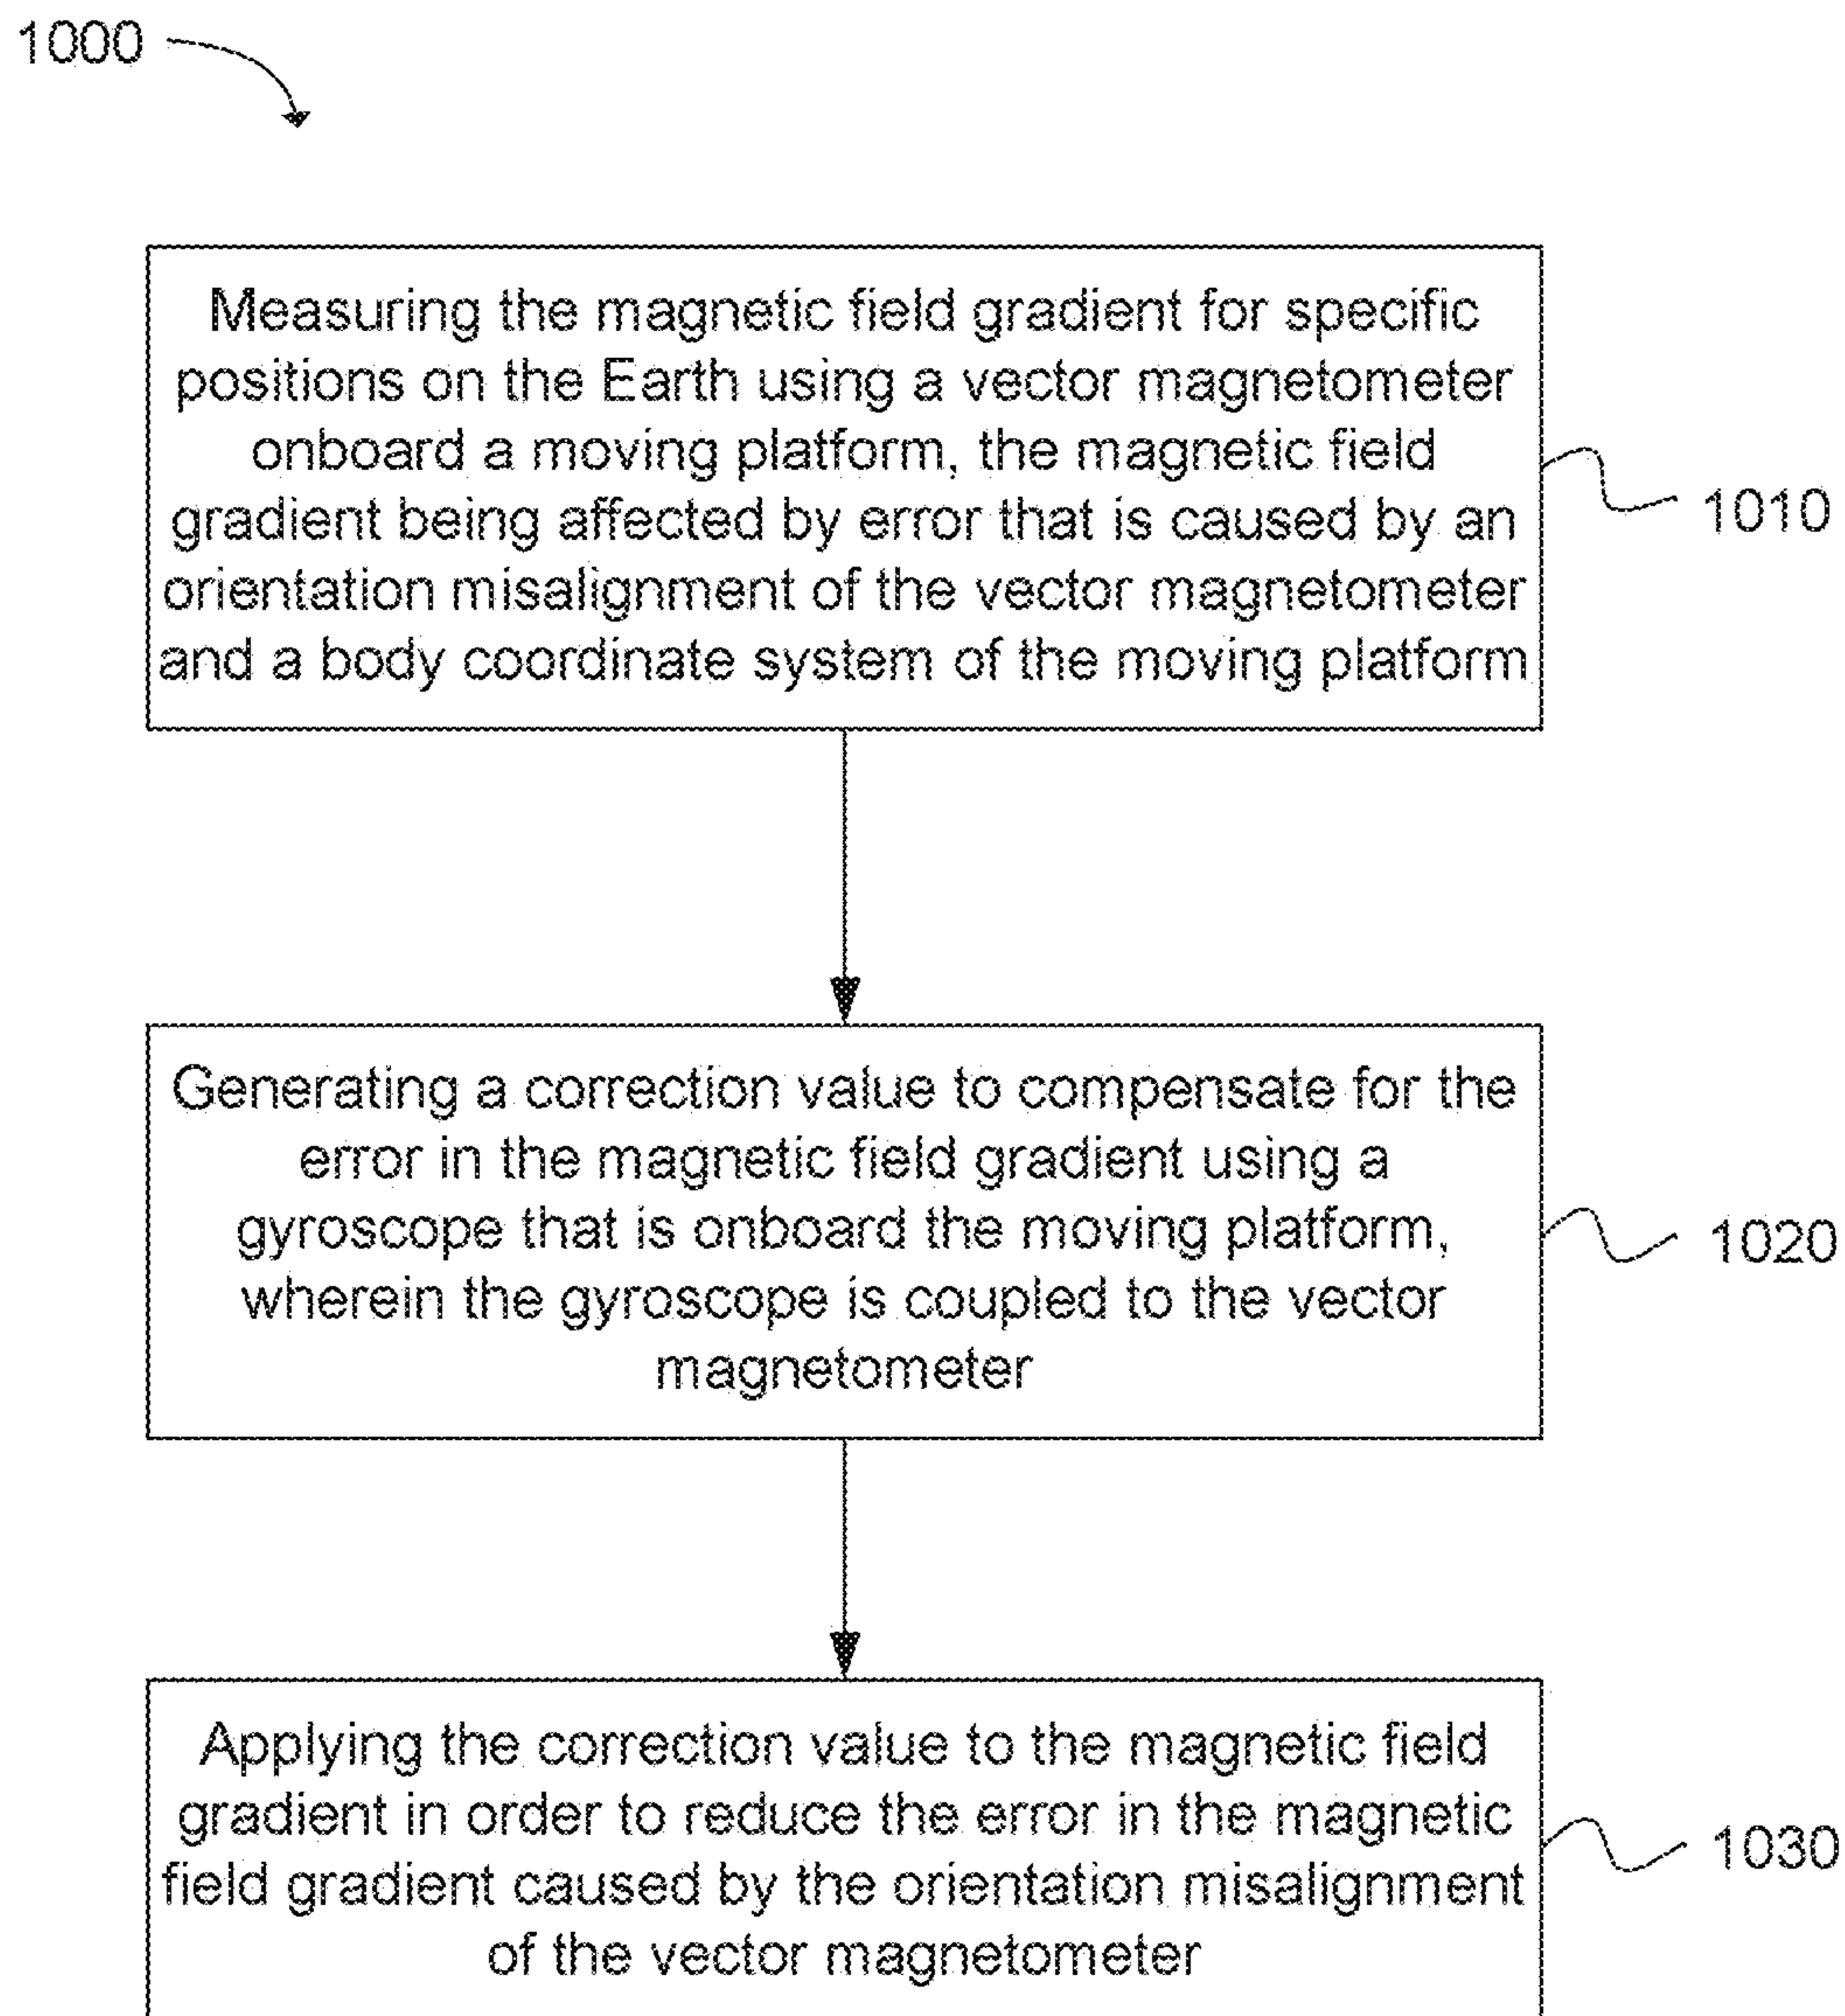 1000
Measuring the magnetic field gradient for specific
positions on the Earth using a vector magnetometer
onboard a moving platform, the magnetic field
gradient being affected by error that is caused by an
orientation misalignment of the vector magnetometer
and a body coordinate system of the moving platform
1010
Generating a correction value to compensate for the
error in the magnetic field gradient using a
gyroscope that is onboard the moving platform,
wherein the gyroscope is coupled to the vector
magnetometer
1020
Applying the correction value to the magnetic field
gradient in order to reduce the error in the magnetic
field gradient caused by the orientation misalignment
of the vector magnetometer
1030